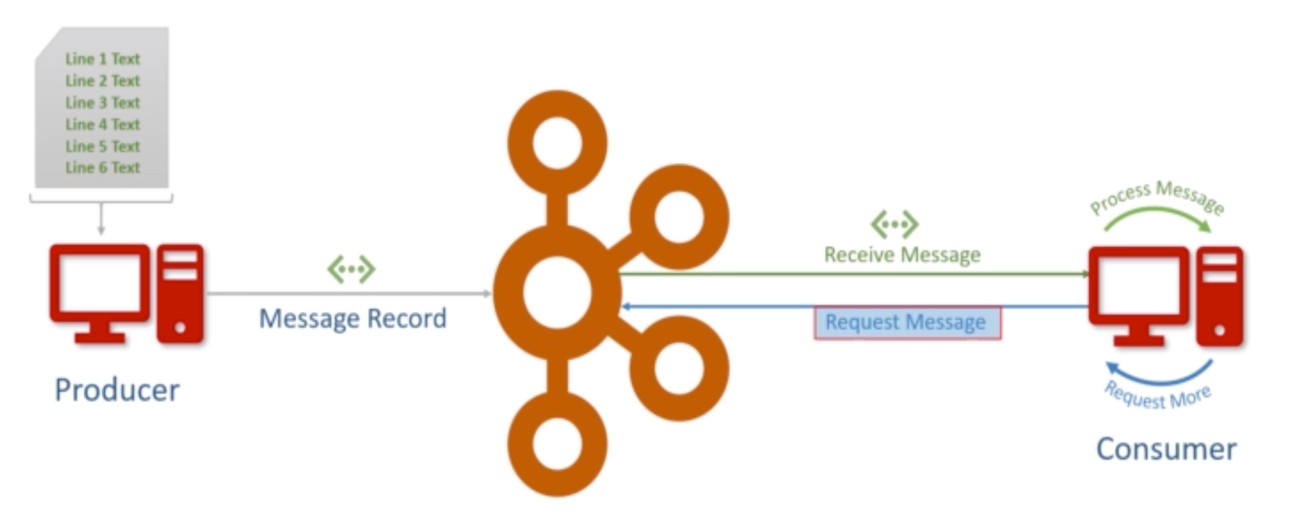 Line 1 Text
Line 2 Text
Line 3 Text
Line 4 Text
Line 5 Text
Line 6 Text
Producer
Message Record
Receive Message
Request Message
Process Message
Request More
Consumer